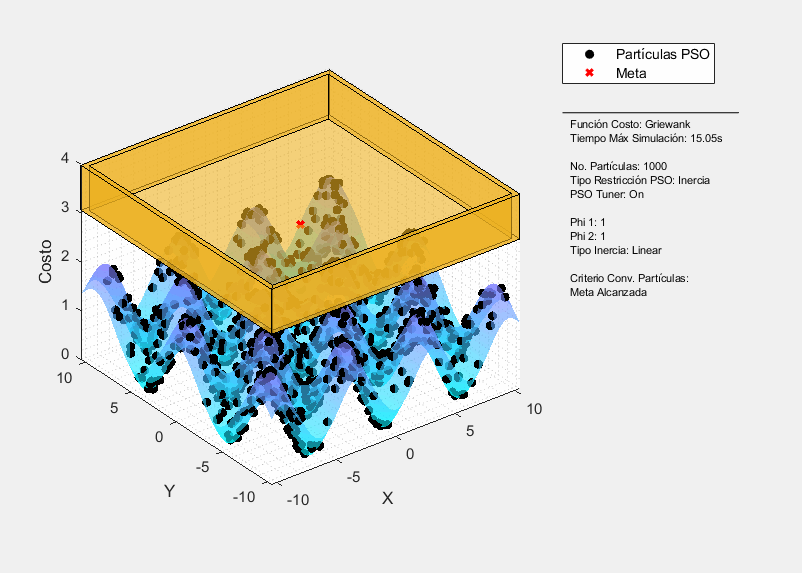 Partículas PSO
Meta
Función Costo: Griewank
Tiempo Máx Simulación: 15.05s
No. Partículas: 1000
Tipo Restricción PSO: Inercia
PSO Tuner: On
Phi 1: 1
Phi 2: 1
Tipo Inercia: Linear
Criterio Conv. Partículas:
Meta Alcanzada
4
3
2
1
0
Costo
10
5
0
-5
-10
Y
-10
-5
0
5
10
X